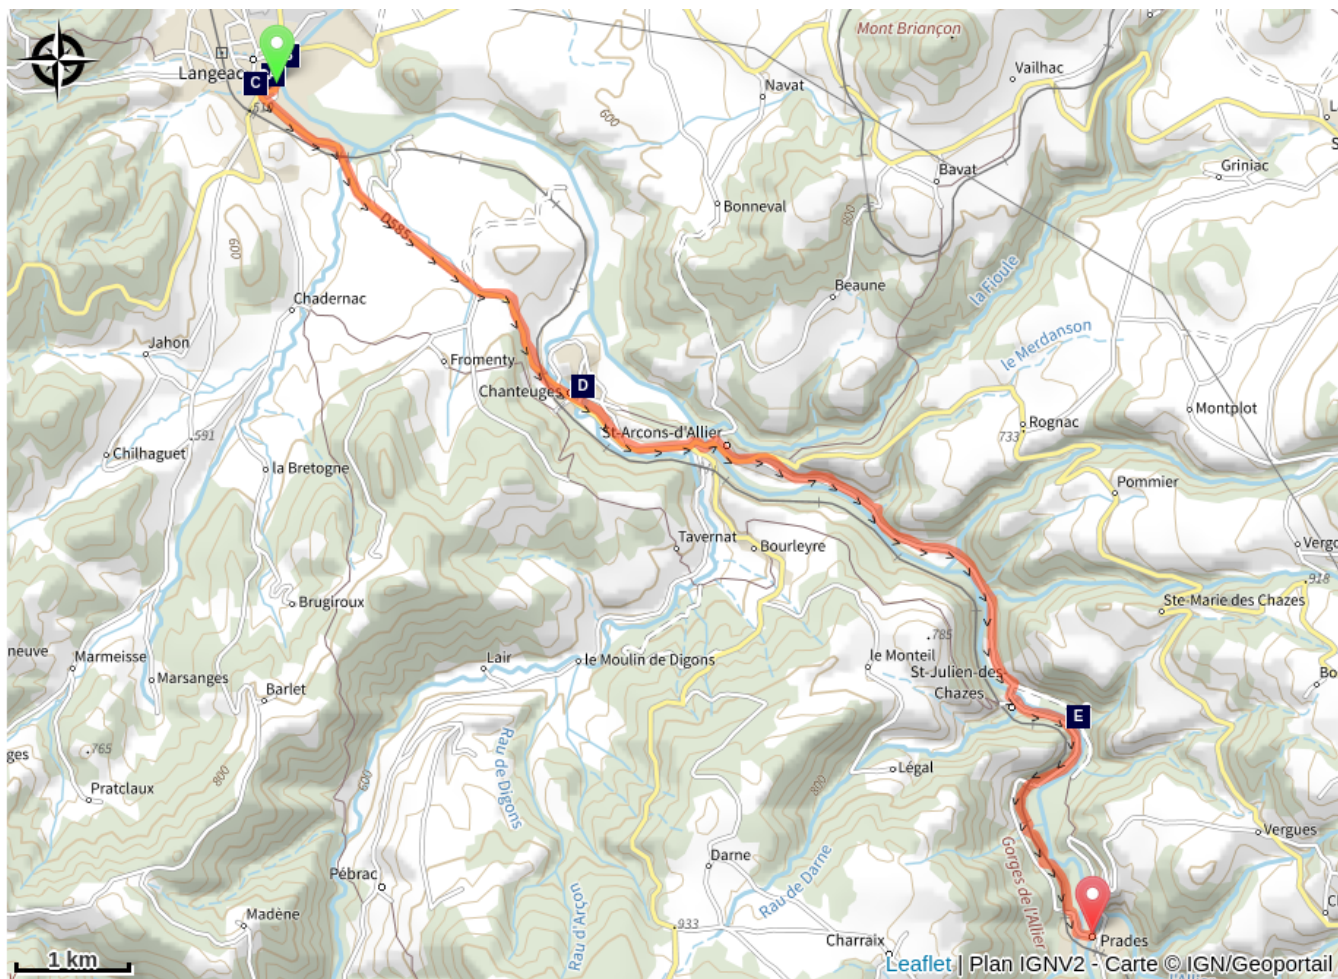 Mont Briançon
Langeac
C
Vailhac
Navat
510
600
Bavat
Griniac
Bonneval
800
D585
609
la Fioule
Beaune
Chadernac
le Merdanson
Jahon
Fromenty
Chanteuges
D
Montplot
Rognac
733
St-Arcons-d'Allier
591
Chilhaguet
la Bretogne
Pommier
Tavernat
Bourleyre
918
Brugiroux
Ste-Marie des Chazes
785
neuve
Marmeisse
Lair
le Moulin de Digons
le Monteil
St-Julien-des
Chazes
Marsanges
Barlet
E
765
ges
800
600
Rau de Digons
Légal
800
Pratclaux
Vergues
Gorges de l'Allier
Darne
Pébrac
Rau de Darne
Rau d'Arçon
Madène
933
Charraix
Prades
1 km
Leaflet | Plan IGNV2 - Carte © IGN/Geoportail